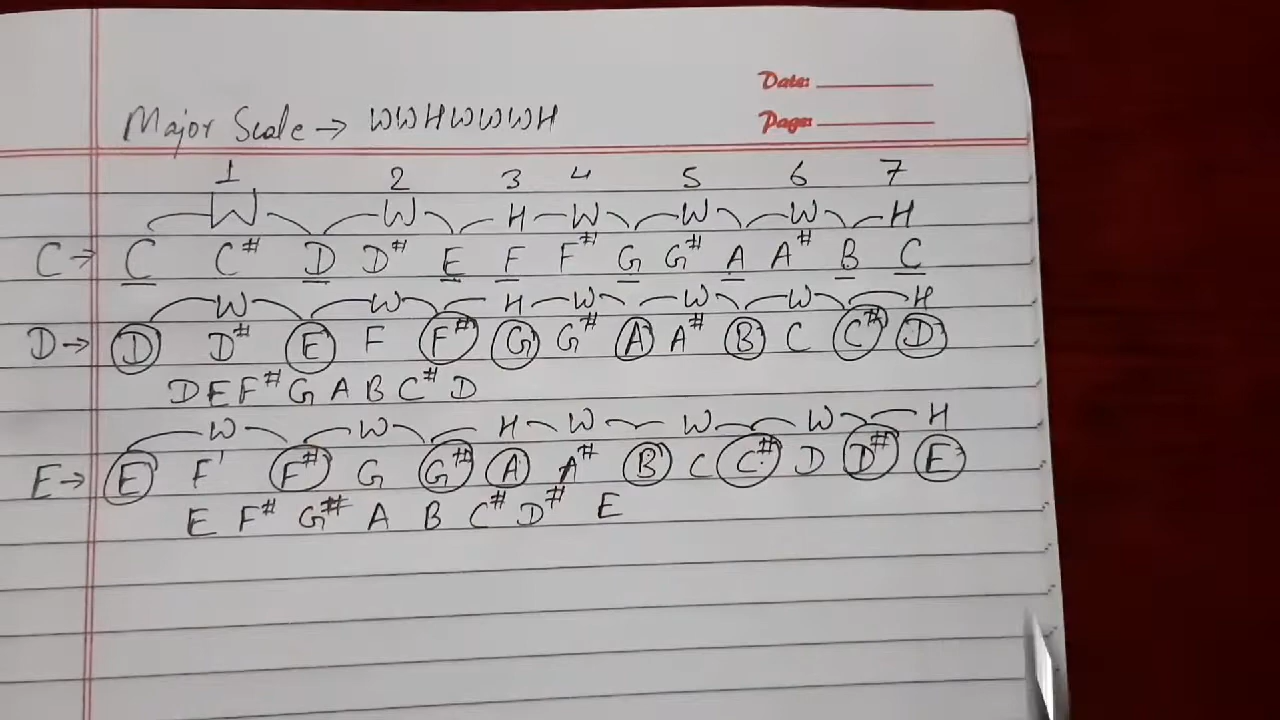 Date:
Major Scale → WWHWWWH
Page:
1 2 3 4 5 6 7
W W H W W W H
C → C C# D D# E F F# G G# A A# B C
W W H W W W H
D → D D# E F F# G G# A A# B C C# D
D E F# G A B C# D
W W H W W W H
E → E F F# G G# A A# B C C# D D# E
E F# G# A B C# D# E